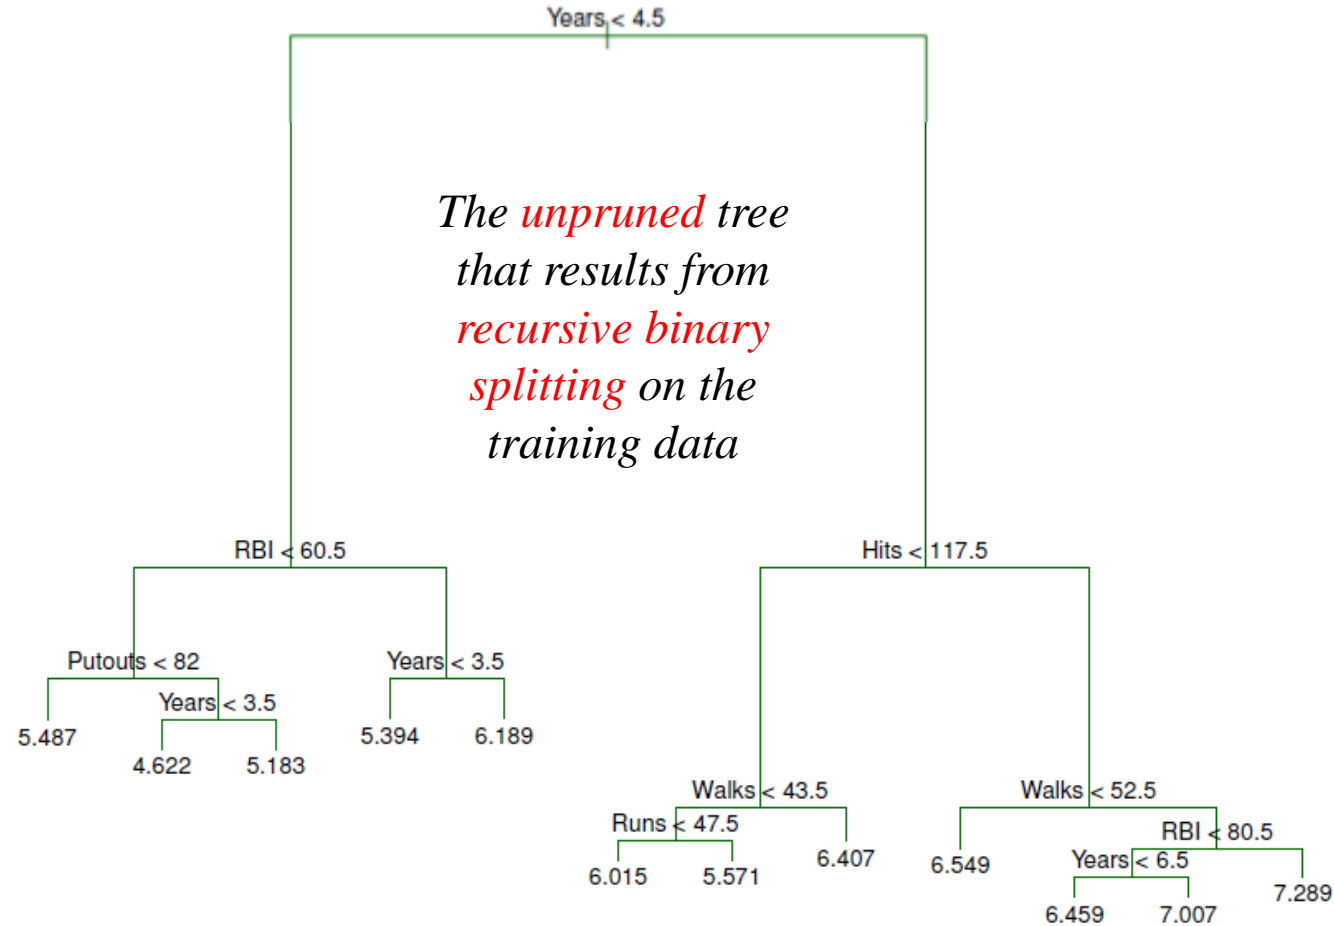 Years < 4.5
The unpruned tree
that results from
recursive binary
splitting on the
training data
RBI < 60.5
Hits < 117.5
Putouts < 82
Years < 3.5
Years < 3.5
5.487
5.394
6.189
4.622
5.183
Walks < 43.5
Walks < 52.5
Runs < 47.5
RBI < 80.5
6.407
6.549
Years < 6.5
6.015
5.571
7.289
6.459
7.007